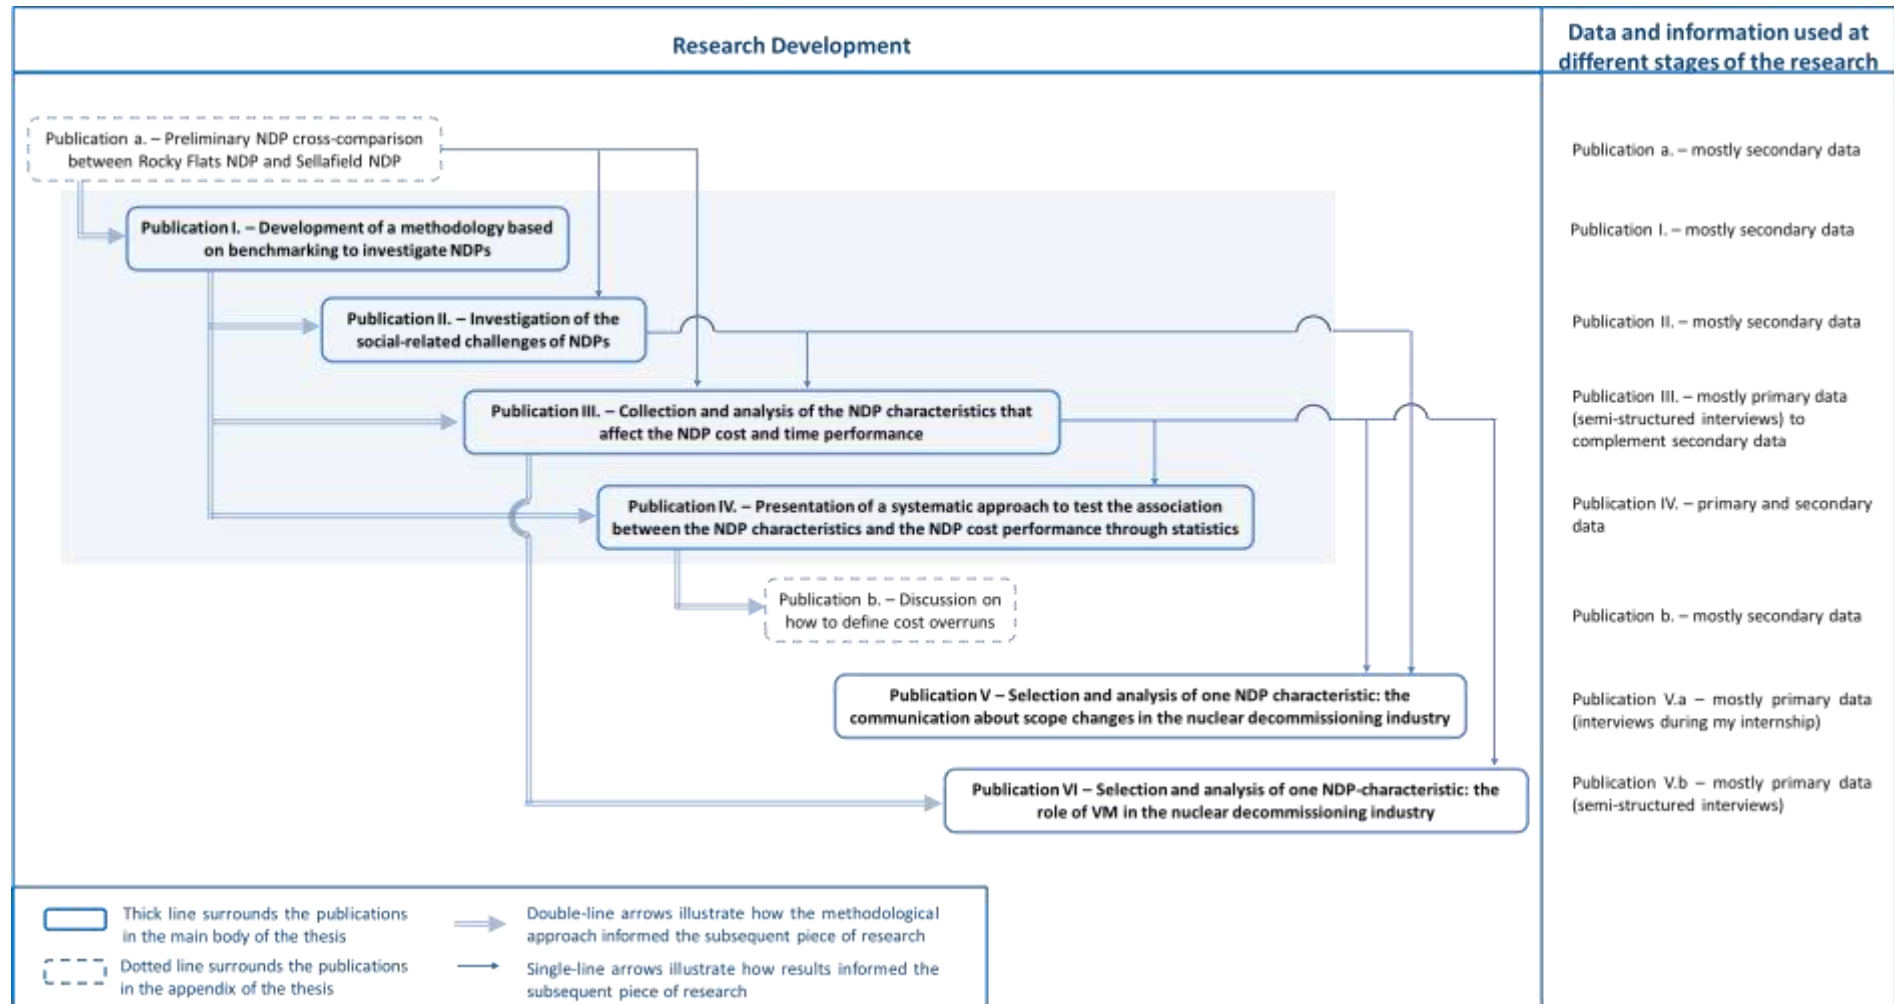 Research Development
Data and information used at
different stages of the research
Publication a. – Preliminary NDP cross-comparison
between Rocky Flats NDP and Sellafield NDP
Publication a. – mostly secondary data
Publication I. – Development of a methodology based
on benchmarking to investigate NDPs
Publication I. – mostly secondary data
Publication II. – Investigation of the
social-related challenges of NDPs
Publication II. – mostly secondary data
Publication III. – Collection and analysis of the NDP characteristics that
affect the NDP cost and time performance
Publication III. – mostly primary data
(semi-structured interviews) to
complement secondary data
Publication IV. – Presentation of a systematic approach to test the association
between the NDP characteristics and the NDP cost performance through statistics
Publication IV. – primary and secondary
data
Publication b. – Discussion on
how to define cost overruns
Publication b. – mostly secondary data
Publication V – Selection and analysis of one NDP characteristic: the
communication about scope changes in the nuclear decommissioning industry
Publication V.a – mostly primary data
(interviews during my internship)
Publication VI – Selection and analysis of one NDP-characteristic: the
role of VM in the nuclear decommissioning industry
Publication V.b – mostly primary data
(semi-structured interviews)
Thick line surrounds the publications
in the main body of the thesis
Double-line arrows illustrate how the methodological
approach informed the subsequent piece of research
Dotted line surrounds the publications
in the appendix of the thesis
Single-line arrows illustrate how results informed the
subsequent piece of research